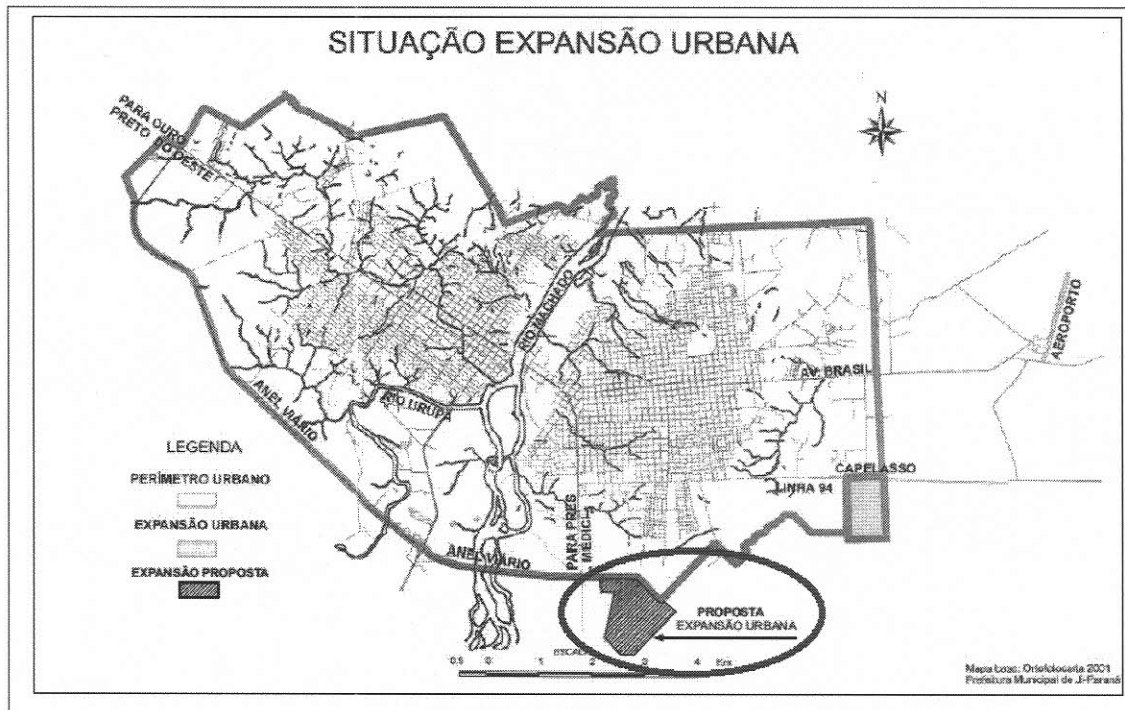 SITUAÇÃO EXPANSÃO URBANA
PARA OURO
PRETO DO OESTE
N
RIO MACHADO
AEROPORTO
AV. BRASIL
RIO URUPÁ
ANEL VIÁRIO
LEGENDA
PERÍMETRO URBANO
EXPANSÃO URBANA
EXPANSÃO PROPOSTA
CAPELASSO
LINHA 94
PARA PRES
MEDICI
ANEL VIÁRIO
PROPOSTA
EXPANSÃO URBANA
0.5 0 1 2 3 4 Km
Mapa base: Ortofotocarta 2001
Prefeitura Municipal de Ji-Paraná